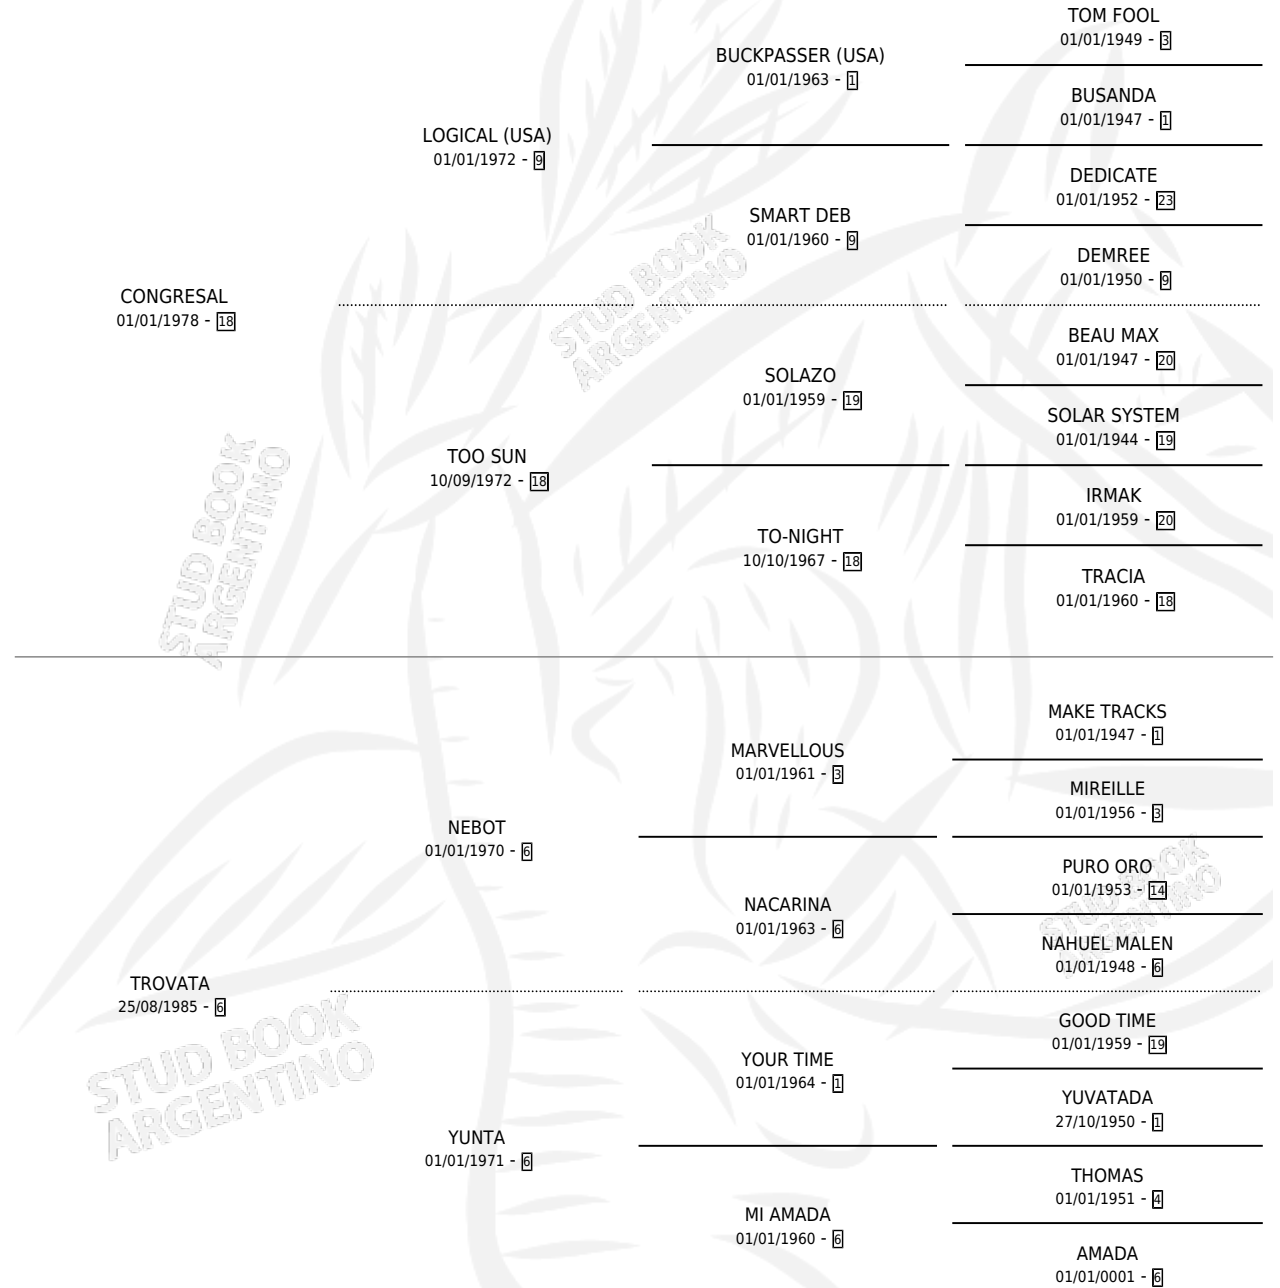 TOM FOOL
01/01/1949 - 3
BUCKPASSER (USA)
01/01/1963 - 1
BUSANDA
01/01/1947 - 1
LOGICAL (USA)
01/01/1972 - 9
DEDICATE
01/01/1952 - 23
SMART DEB
01/01/1960 - 9
DEMREE
01/01/1950 - 9
CONGRESAL
01/01/1978 - 18
BEAU MAX
01/01/1947 - 20
SOLAZO
01/01/1959 - 19
SOLAR SYSTEM
01/01/1944 - 19
TOO SUN
10/09/1972 - 18
IRMAK
01/01/1959 - 20
TO-NIGHT
10/10/1967 - 18
TRACIA
01/01/1960 - 18
STUD BOOK
ARGENTINO
STUD BOOK
ARGENTINO
MAKE TRACKS
01/01/1947 - 1
MARVELLOUS
01/01/1961 - 3
MIREILLE
01/01/1956 - 3
NEBOT
01/01/1970 - 6
PURO ORO
01/01/1953 - 14
NACARINA
01/01/1963 - 6
NAHUEL MALEN
01/01/1948 - 6
STUD BOOK
ARGENTINO
TROVATA
25/08/1985 - 6
GOOD TIME
01/01/1959 - 19
YOUR TIME
01/01/1964 - 1
YUVATADA
27/10/1950 - 1
STUD BOOK
ARGENTINO
YUNTA
01/01/1971 - 6
THOMAS
01/01/1951 - 4
MI AMADA
01/01/1960 - 6
AMADA
01/01/0001 - 6